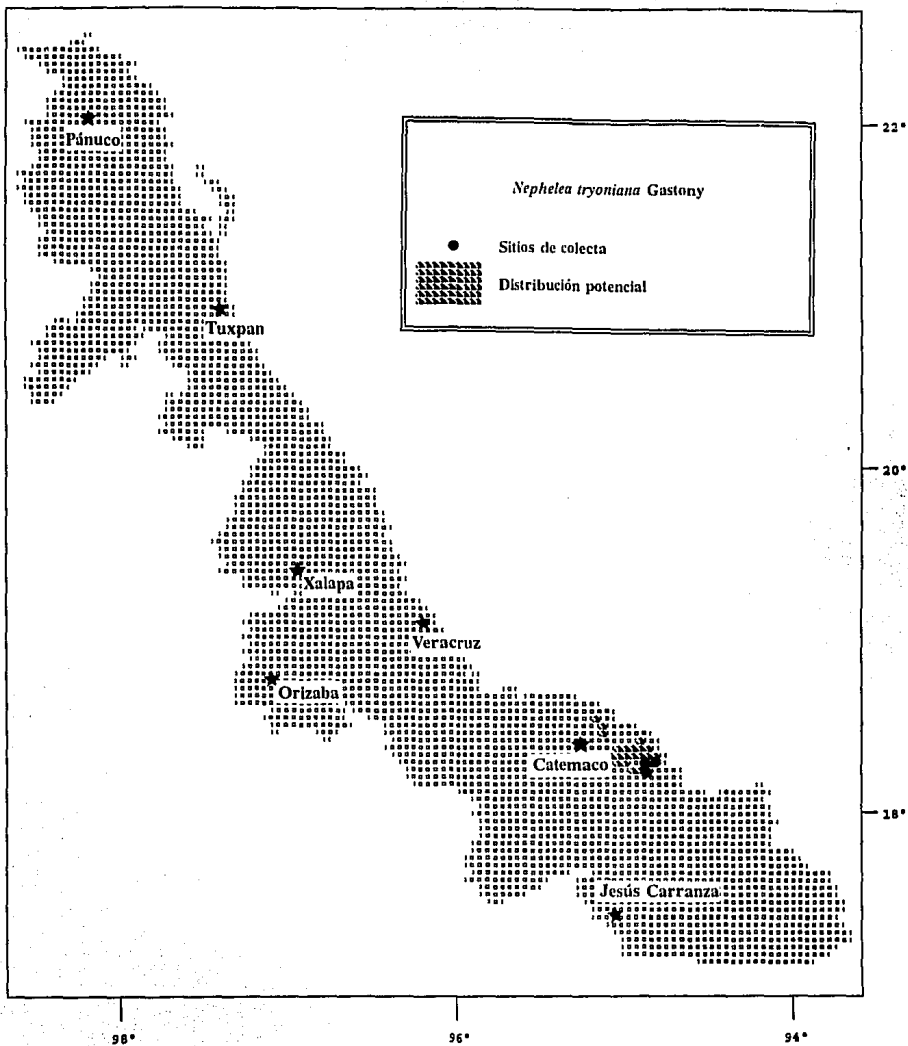 Pánuco
22°
Nephelea tryoniana Gastony
Sitios de colecta
Distribución potencial
Tuxpan
20°
Xalapa
Veracruz
Orizaba
Catemaco
18°
Jesús Carranza
98°
96°
94°